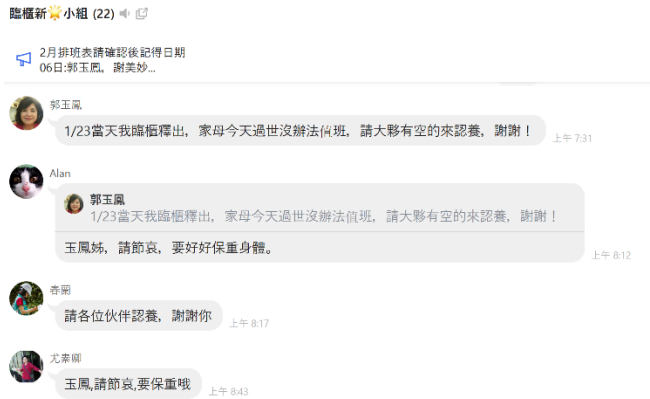 臨櫃新🌟小組 (22)
2月排班表請確認後記得日期
06日:郭玉鳳，謝美妙...
郭玉鳳
1/23當天我臨櫃釋出，家母今天過世沒辦法值班，請大夥有空的來認養，謝謝！
上午 7:31
Alan
郭玉鳳
1/23當天我臨櫃釋出，家母今天過世沒辦法值班，請大夥有空的來認養，謝謝！
玉鳳姊，請節哀，要好好保重身體。
上午 8:12
春蘭
請各位伙伴認養，謝謝你
上午 8:17
尤素卿
玉鳳,請節哀,要保重哦
上午 8:43